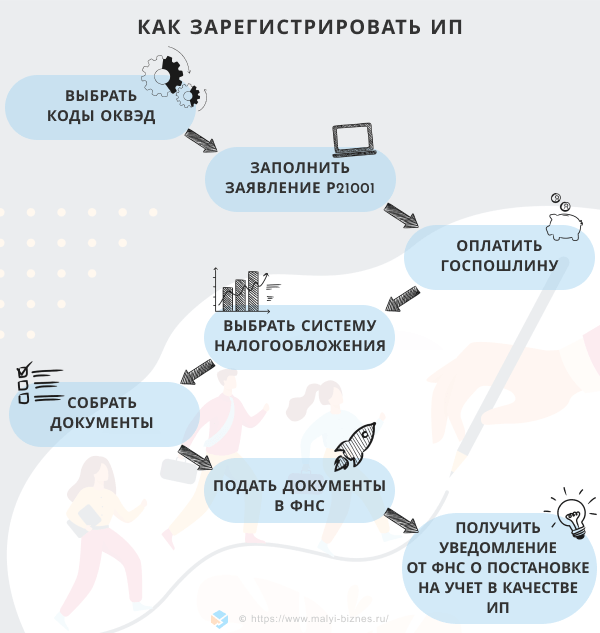 КАК ЗАРЕГИСТРИРОВАТЬ ИП
ВЫБРАТЬ
КОДЫ ОКВЭД
ЗАПОЛНИТЬ
ЗАЯВЛЕНИЕ Р21001
ОПЛАТИТЬ
ГОСПОШЛИНУ
ВЫБРАТЬ СИСТЕМУ
НАЛОГООБЛОЖЕНИЯ
СОБРАТЬ
ДОКУМЕНТЫ
ПОДАТЬ ДОКУМЕНТЫ
В ФНС
ПОЛУЧИТЬ
УВЕДОМЛЕНИЕ
ОТ ФНС О ПОСТАНОВКЕ
НА УЧЕТ В КАЧЕСТВЕ
ИП
© https://www.malyi-biznes.ru/